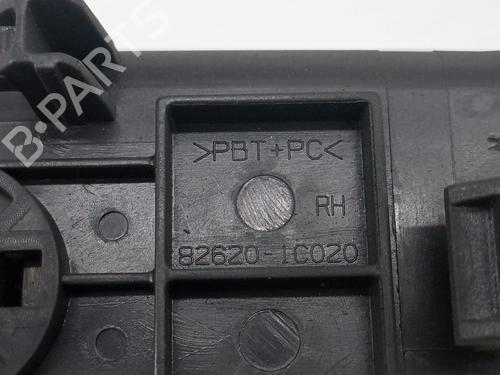 B-PARTS
>PBT+PC<
RH
82620-1C020